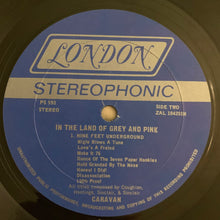 LONDON
®
STEREOPHONIC
PS 593
STEREO
SIDE TWO
ZAL 10425
IN THE LAND OF GREY AND PINK
1. NINE FEET UNDERGROUND
Nigel Blows A Tune
Love's A Friend
Make It 76
Dance Of The Seven Paper Hankies
Hold Grandad By The Nose
Honest I Did!
Disassociation
100% Proof
All titles composed by Coughlan,
Hastings, Sinclair, & Sinclair
CARAVAN